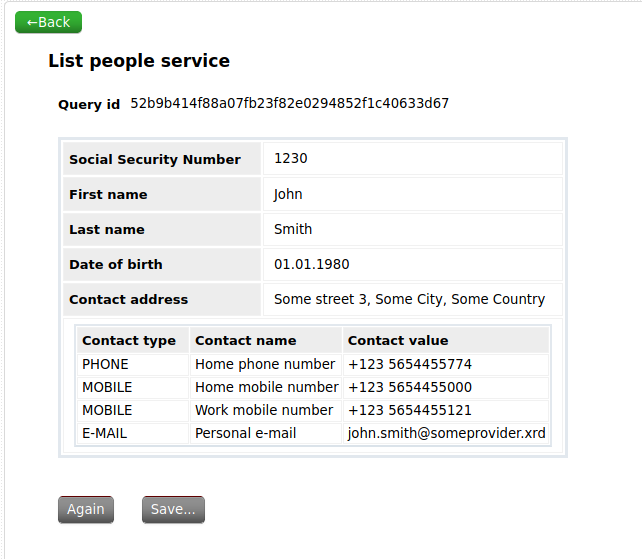 ←Back
List people service
Query id 52b9b414f88a07fb23f82e0294852f1c40633d67
Social Security Number 1230
First name John
Last name Smith
Date of birth 01.01.1980
Contact address Some street 3, Some City, Some Country
Contact type Contact name Contact value
PHONE Home phone number +123 5654455774
MOBILE Home mobile number +123 5654455000
MOBILE Work mobile number +123 5654455121
E-MAIL Personal e-mail john.smith@someprovider.xrd
Again Save...